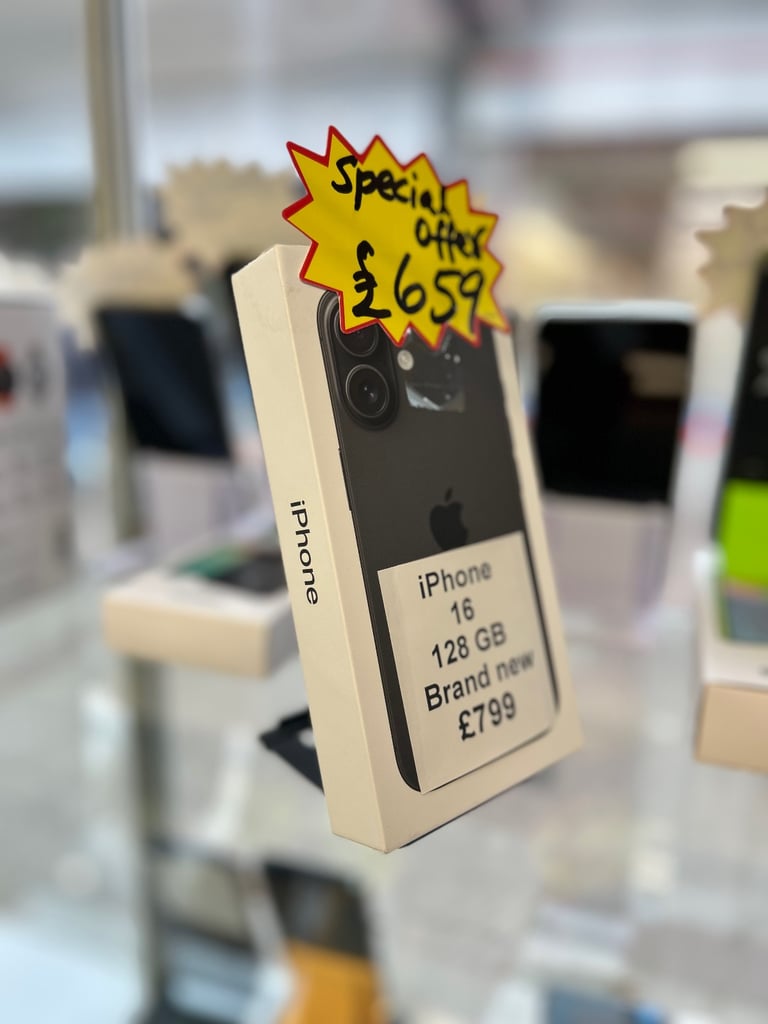 Special
offer
£659
iPhone
iPhone
16
128 GB
Brand new
£799